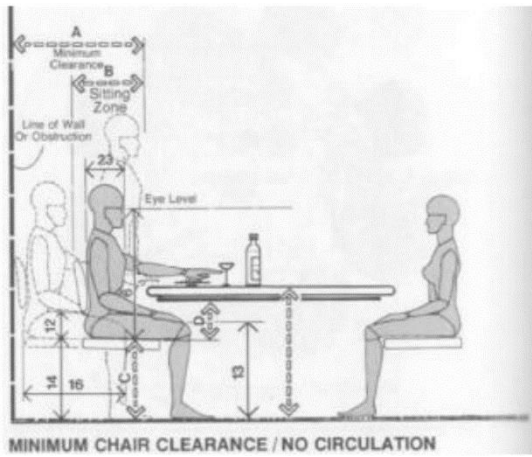 A
Minimum
Clearance
B
Sitting
Zone
Line of Wall
Or Obstruction
23
Eye Level
6
12
D
14
16
C
13
MINIMUM CHAIR CLEARANCE / NO CIRCULATION